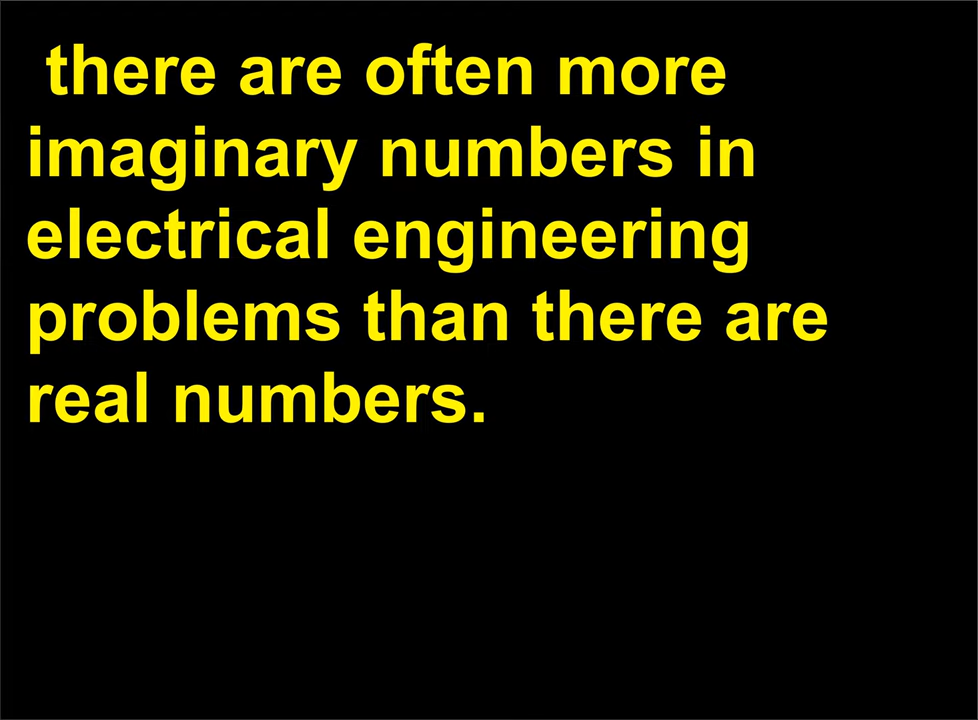 there are often more
imaginary numbers in
electrical engineering
problems than there are
real numbers.